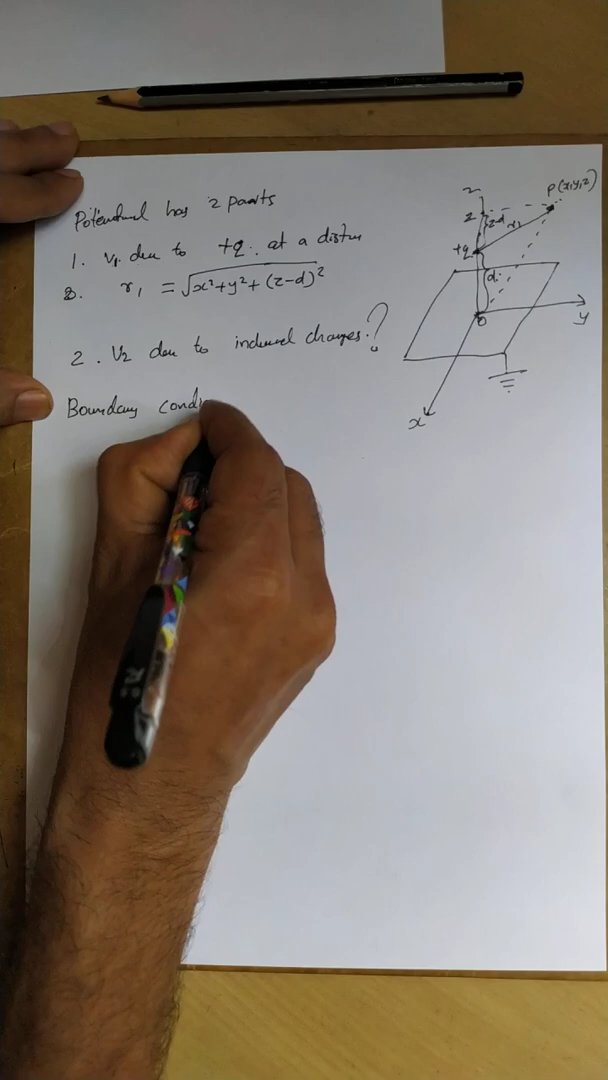 Potential has 2 parts
1. V₁ due to +q. at a distan
r₁ = √x²+y²+(z-d)²
2. V₂ due to induced charges.?
Boundary condi
z
P(x,y,z)
z
z-d
r₁
+q
d
O
y
x